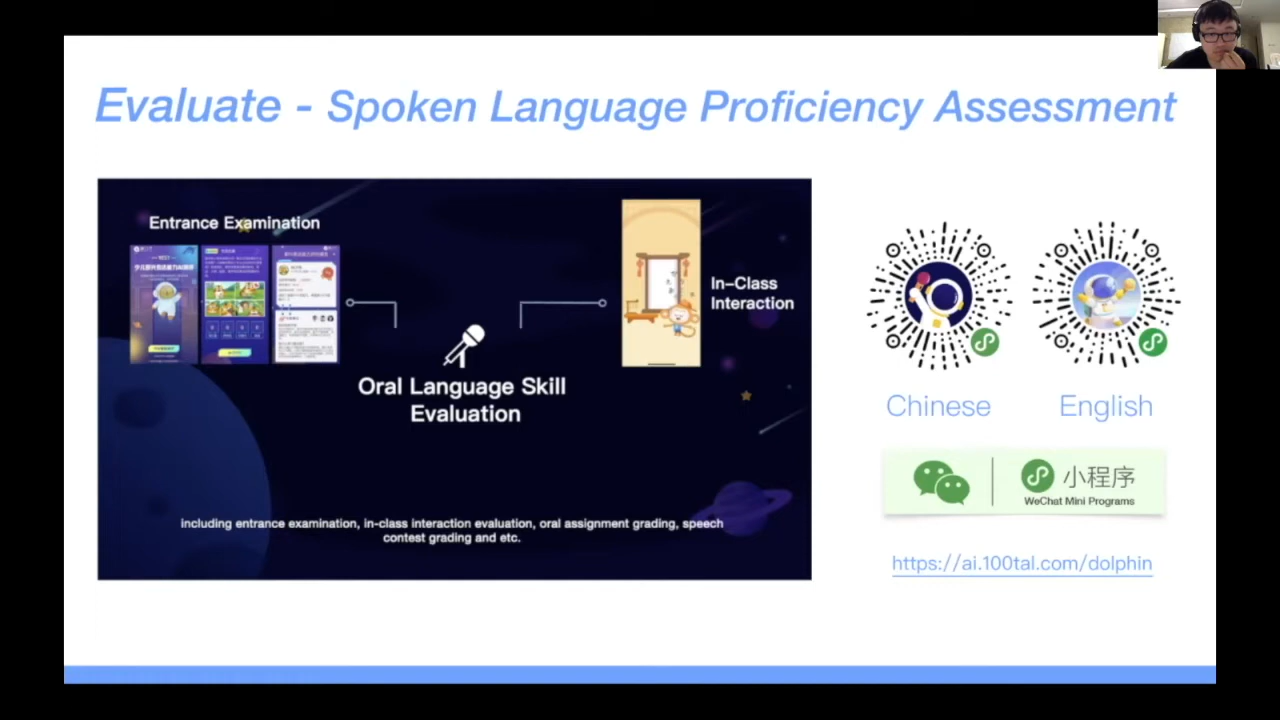 Evaluate - Spoken Language Proficiency Assessment
Entrance Examination
In-Class
Interaction
Oral Language Skill
Evaluation
including entrance examination, in-class interaction evaluation, oral assignment grading, speech
contest grading and etc.
Chinese
English
小程序
WeChat Mini Programs
https://ai.100tal.com/dolphin